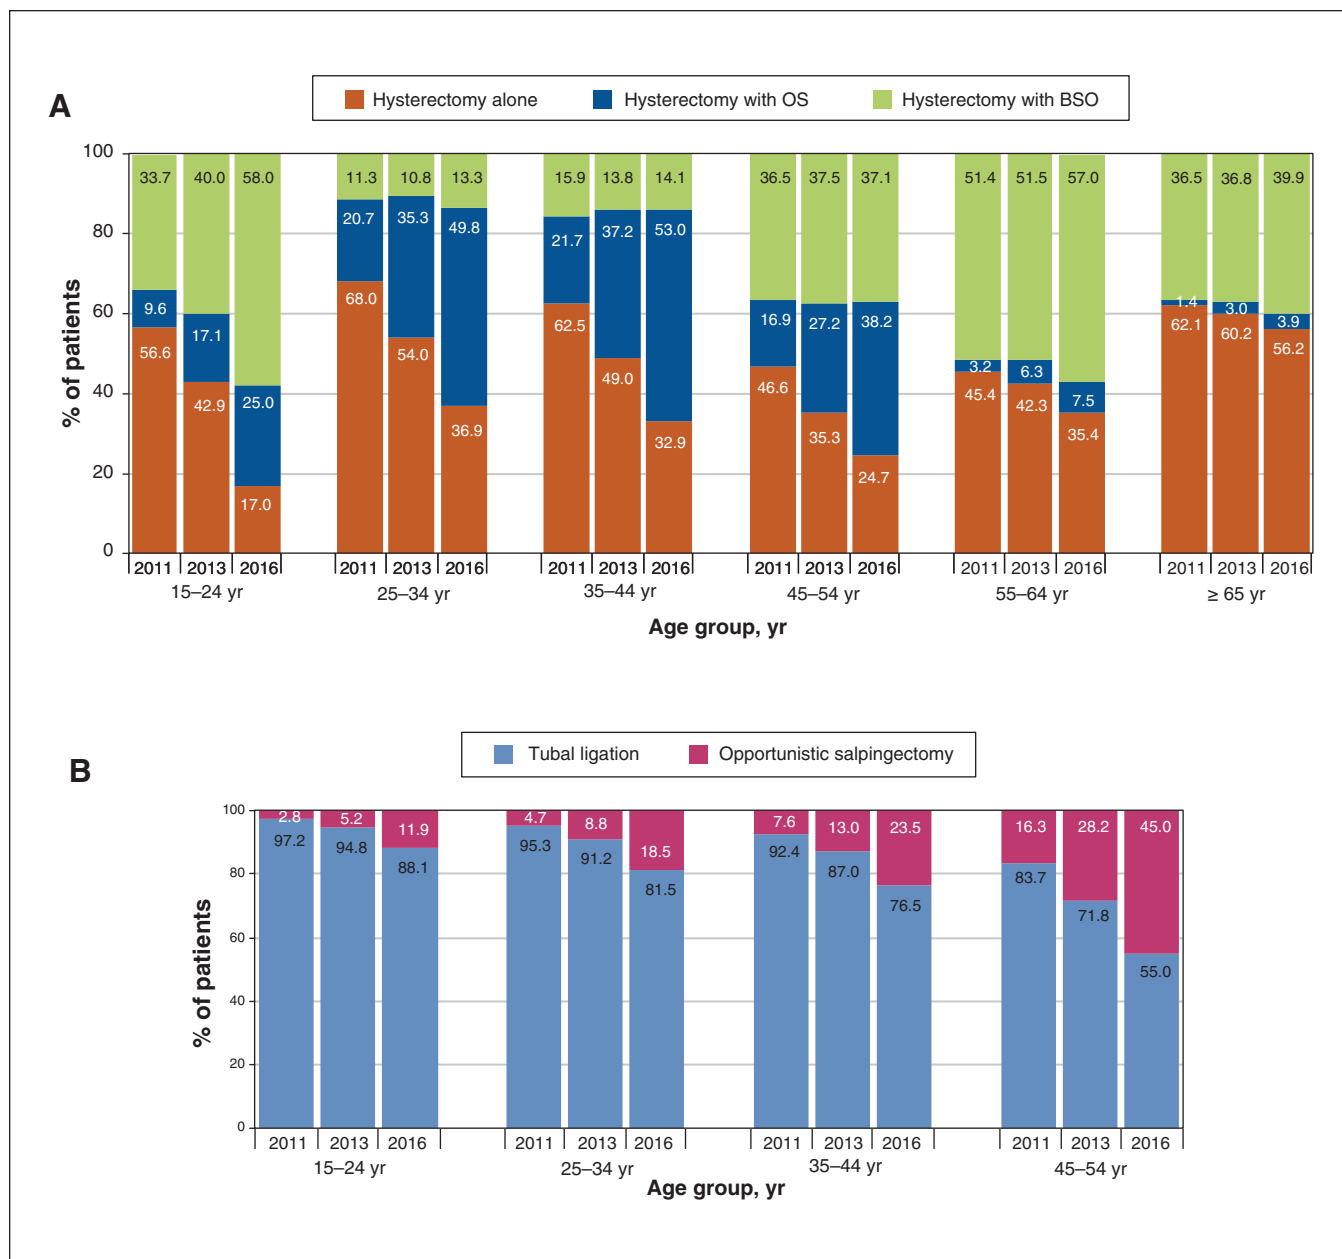 A
Hysterectomy alone Hysterectomy with OS Hysterectomy with BSO
% of patients
100
80
60
40
20
0
33.7 40.0 58.0 11.3 10.8 13.3 15.9 13.8 14.1 36.5 37.5 37.1 51.4 51.5 57.0 36.5 36.8 39.9
9.6 17.1 25.0 20.7 35.3 49.8 21.7 37.2 53.0 16.9 27.2 38.2 3.2 6.3 7.5 1.4 3.0 3.9
56.6 42.9 17.0 68.0 54.0 36.9 62.5 49.0 32.9 46.6 35.3 24.7 45.4 42.3 35.4 62.1 60.2 56.2
2011 2013 2016 2011 2013 2016 2011 2013 2016 2011 2013 2016 2011 2013 2016 2011 2013 2016
15–24 yr 25–34 yr 35–44 yr 45–54 yr 55–64 yr ≥ 65 yr
Age group, yr
B
Tubal ligation Opportunistic salpingectomy
% of patients
100
80
60
40
20
0
2.8 5.2 11.9 4.7 8.8 18.5 7.6 13.0 23.5 16.3 28.2 45.0
97.2 94.8 88.1 95.3 91.2 81.5 92.4 87.0 76.5 83.7 71.8 55.0
2011 2013 2016 2011 2013 2016 2011 2013 2016 2011 2013 2016
15–24 yr 25–34 yr 35–44 yr 45–54 yr
Age group, yr